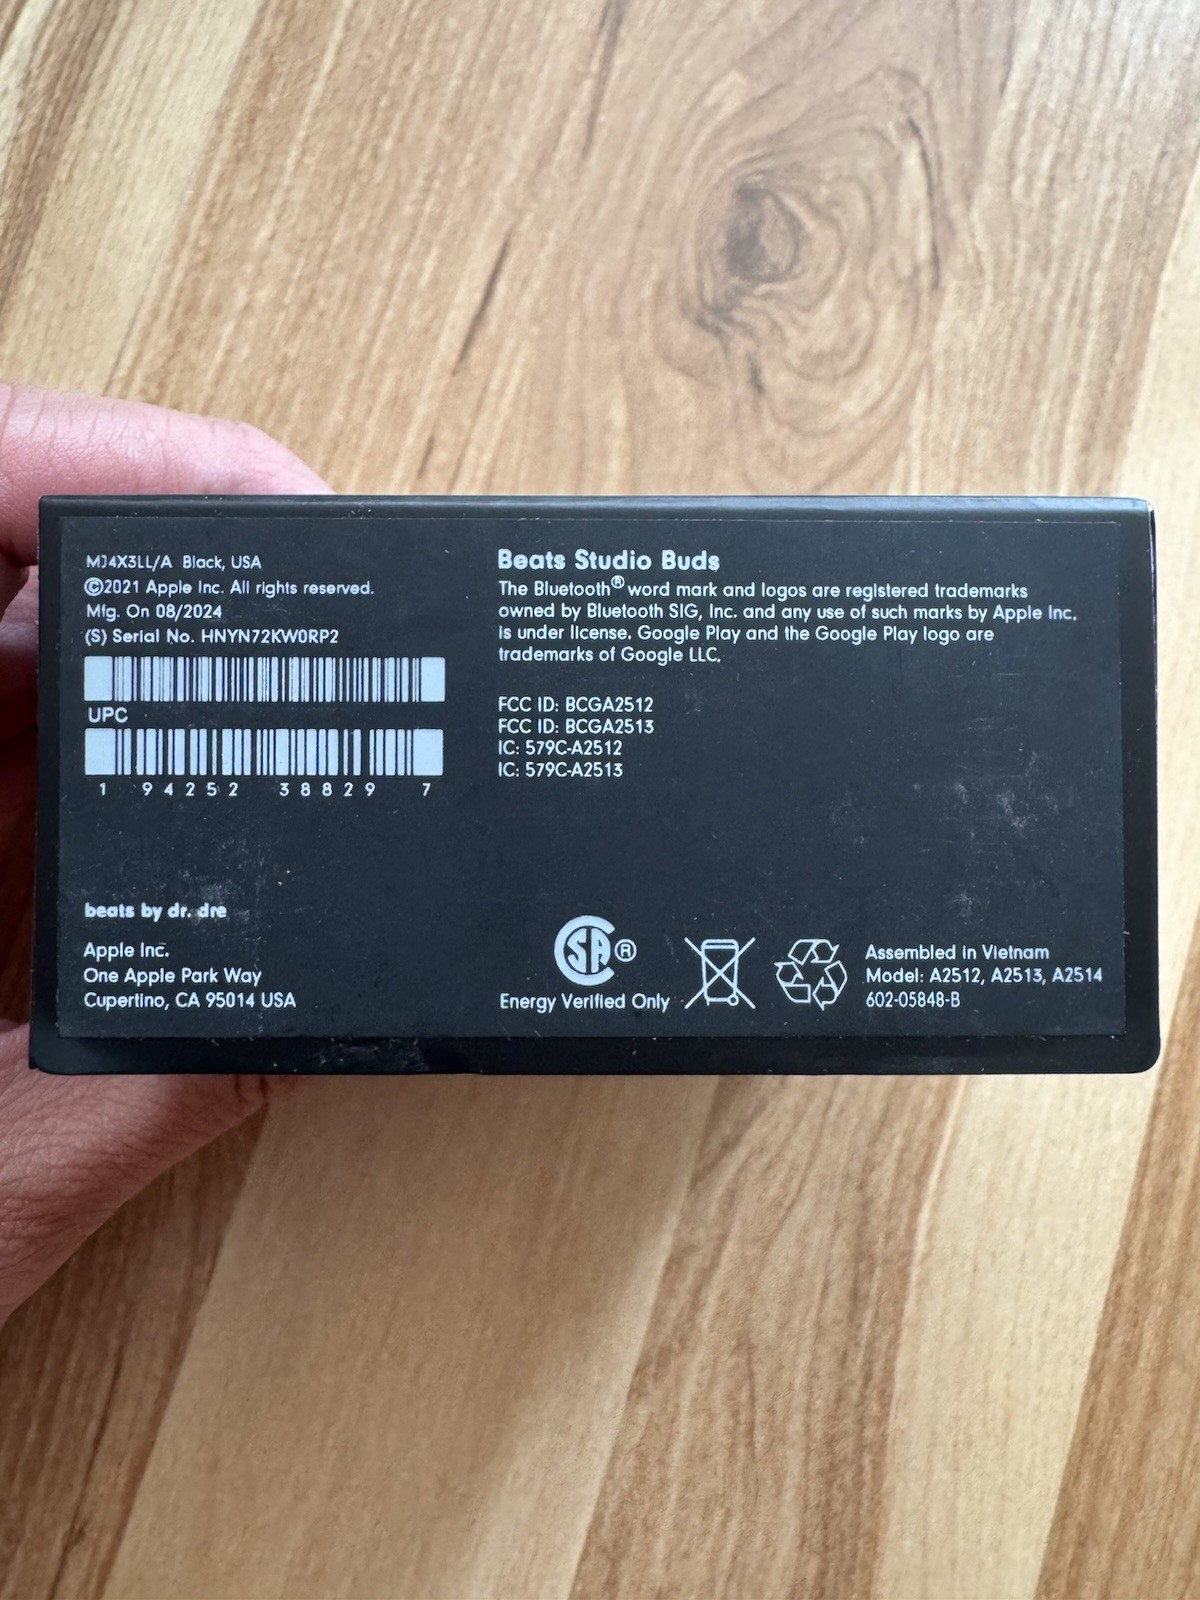 MJ4X3LL/A Black, USA
©2021 Apple Inc. All rights reserved.
Mfg. On 08/2024
(S) Serial No. HNYN72KW0RP2
UPC
1 94252 38829 7
beats by dr. dre
Apple Inc.
One Apple Park Way
Cupertino, CA 95014 USA
Beats Studio Buds
The Bluetooth® word mark and logos are registered trademarks
owned by Bluetooth SIG, Inc. and any use of such marks by Apple Inc.
is under license. Google Play and the Google Play logo are
trademarks of Google LLC.
FCC ID: BCGA2512
FCC ID: BCGA2513
IC: 579C-A2512
IC: 579C-A2513
SA ®
Energy Verified Only
Assembled in Vietnam
Model: A2512, A2513, A2514
602-05848-B